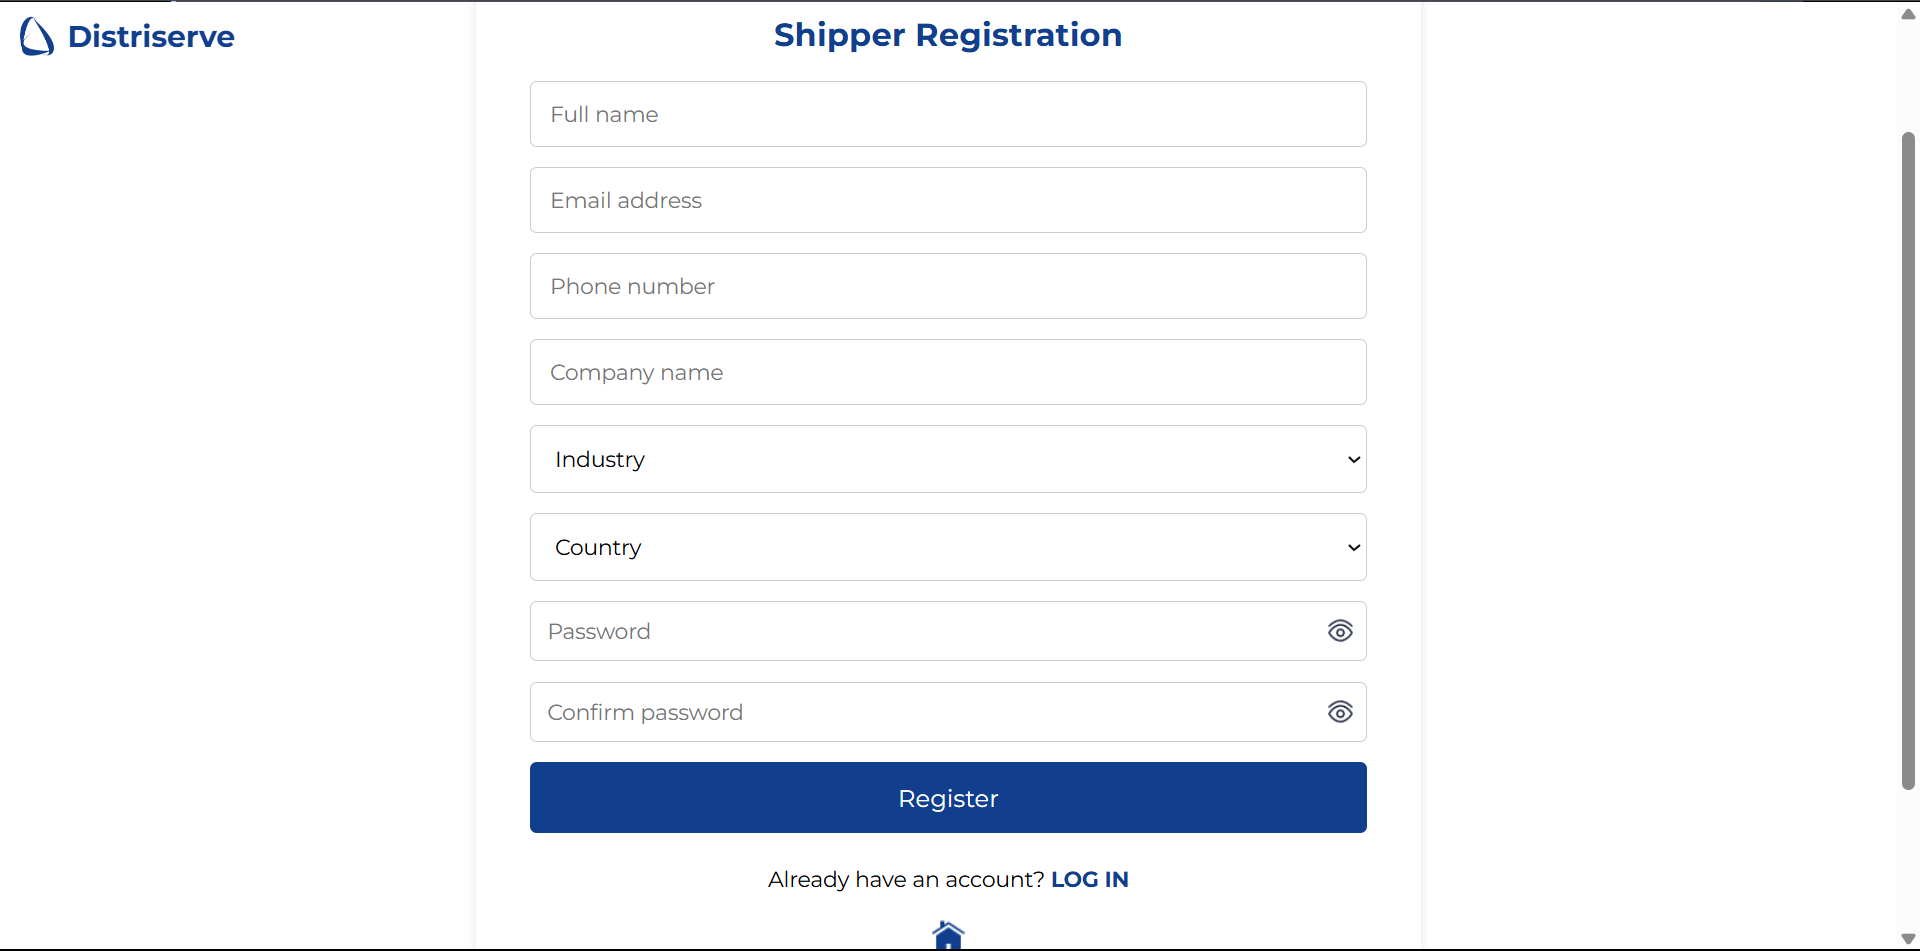 Distriserve
Shipper Registration
Full name
Email address
Phone number
Company name
Industry
Country
Password
Confirm password
Register
Already have an account? LOG IN